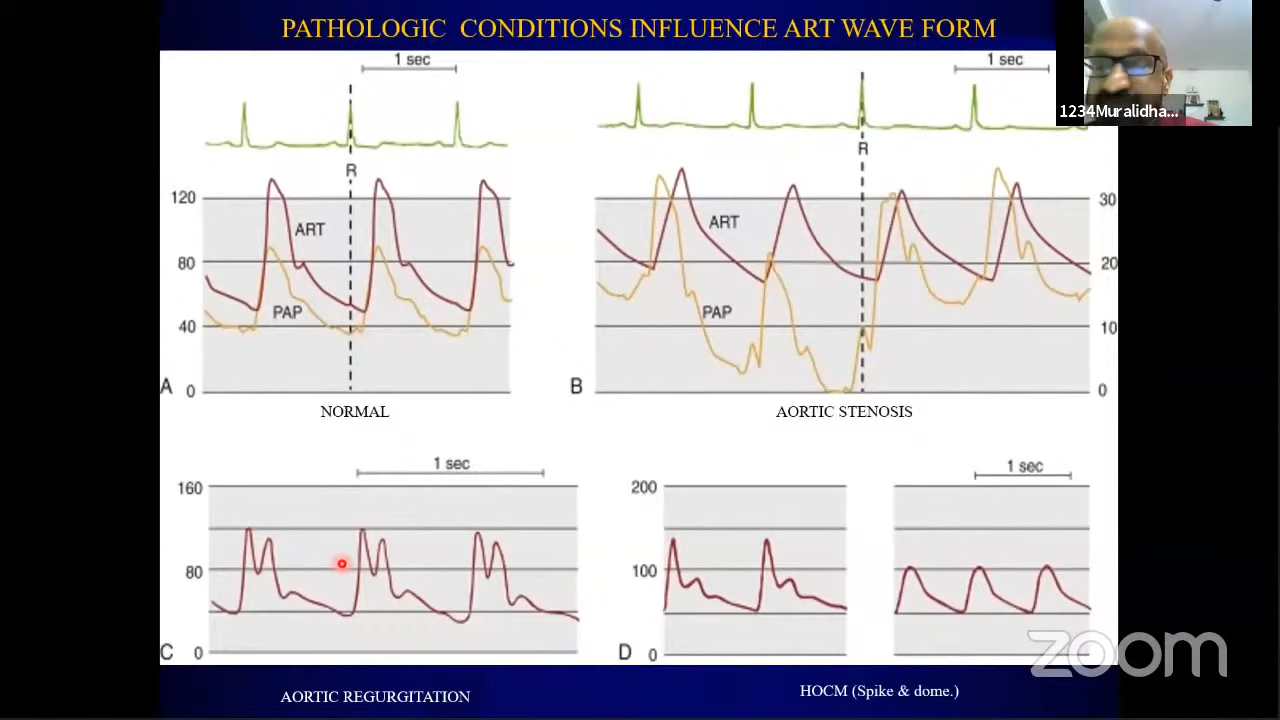 PATHOLOGIC CONDITIONS INFLUENCE ART WAVE FORM
1 sec
1 sec
1234Muralidha...
R
R
120
80
40
0
ART
PAP
A
NORMAL
ART
PAP
30
20
10
0
B
AORTIC STENOSIS
1 sec
160
80
0
C
AORTIC REGURGITATION
1 sec
200
100
0
D
HOCM (Spike & dome.)
zoom